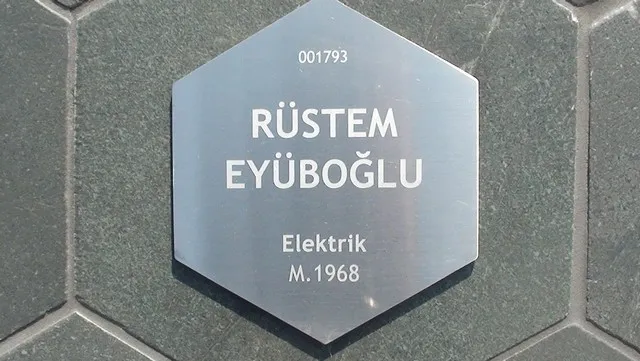 001793
RÜSTEM
EYÜBOĞLU
Elektrik
M.1968